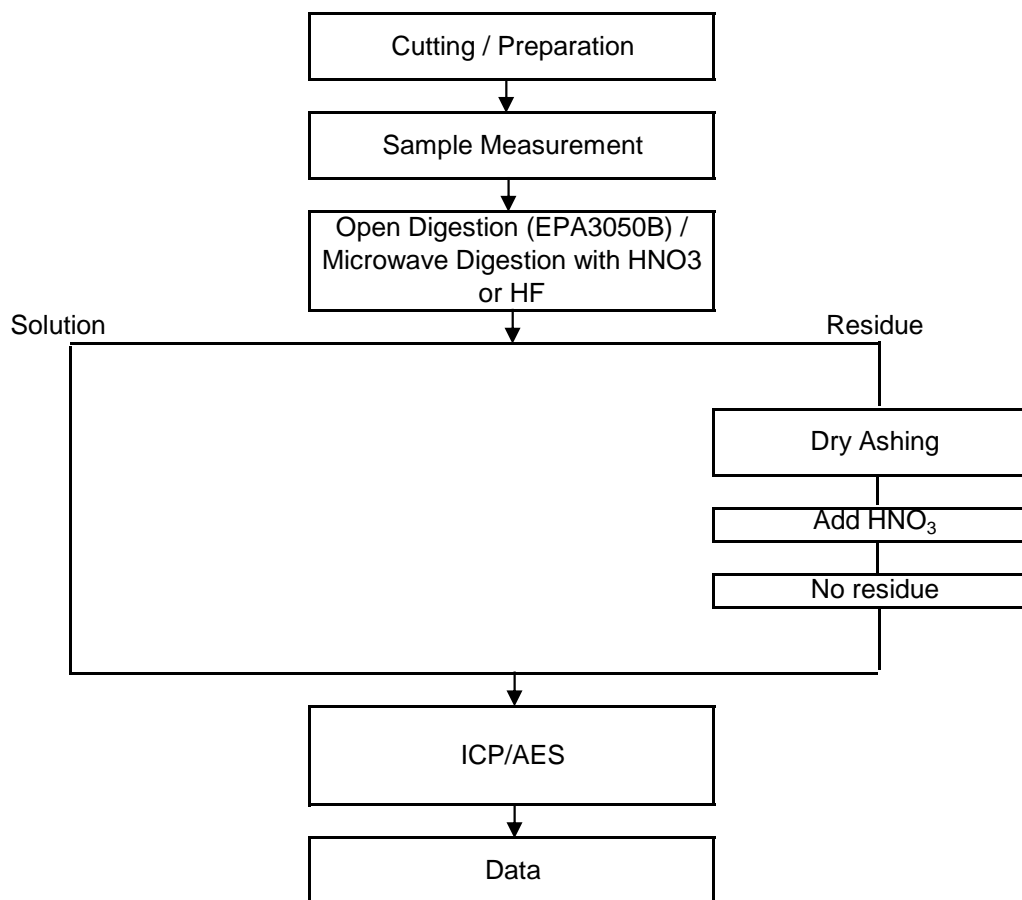 Cutting / Preparation
Sample Measurement
Open Digestion (EPA3050B) /
Microwave Digestion with HNO3
or HF
Solution
Residue
Dry Ashing
Add HNO₃
No residue
ICP/AES
Data